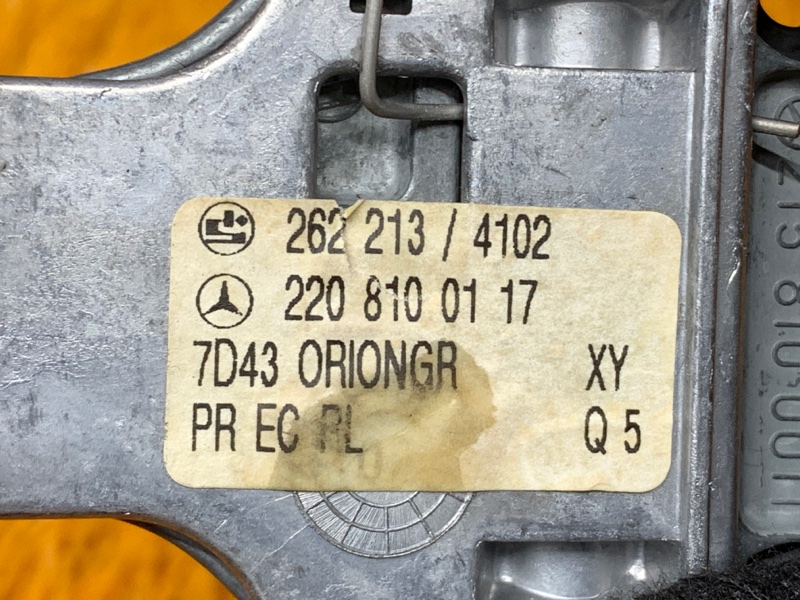 262 213 / 4102
220 810 01 17
7D43 ORIONGR XY
PR EC RL Q 5